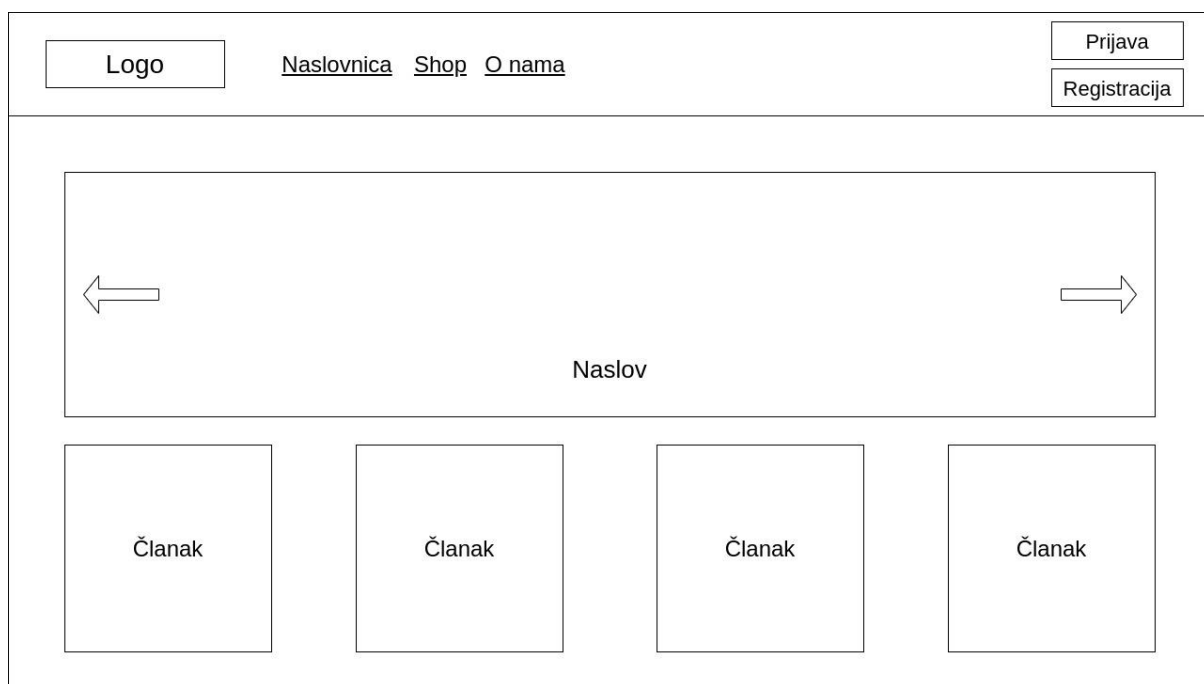 Logo
Naslovnica Shop O nama
Prijava
Registracija
Naslov
Članak Članak Članak Članak